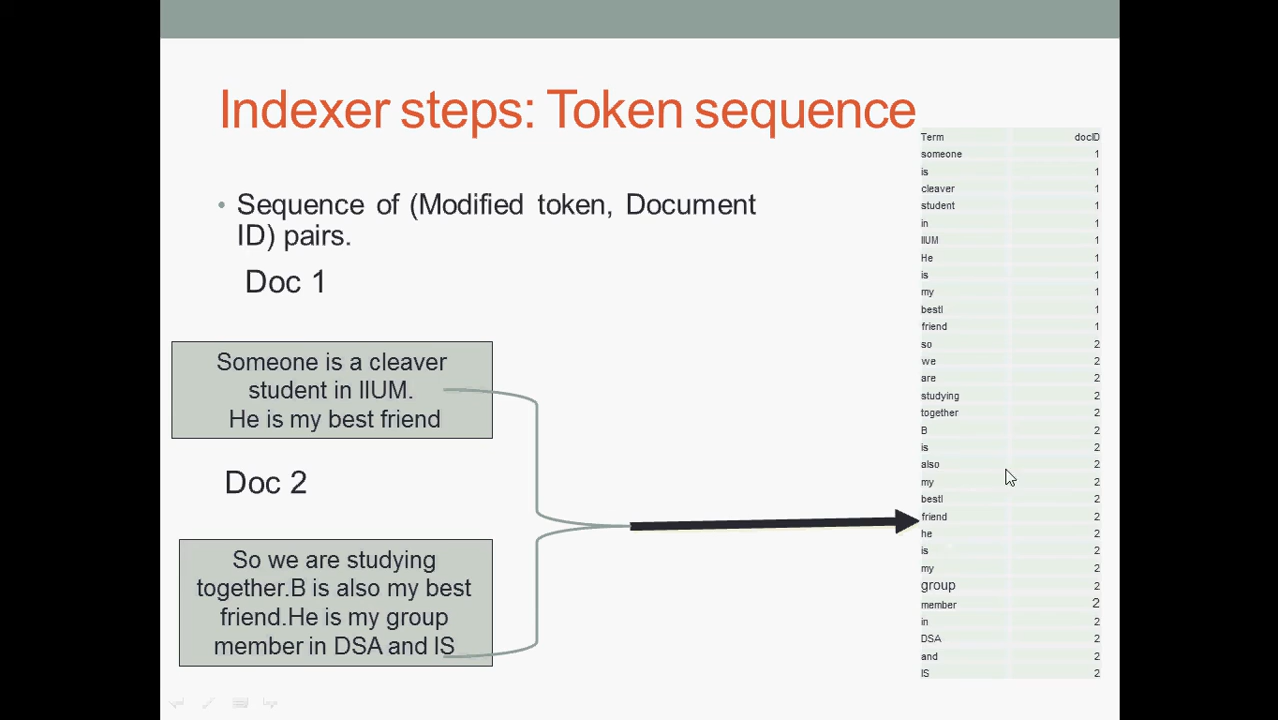 Indexer steps: Token sequence
• Sequence of (Modified token, Document
ID) pairs.
Doc 1
Someone is a cleaver
student in IIUM.
He is my best friend
Doc 2
So we are studying
together.B is also my best
friend.He is my group
member in DSA and IS
Term docID
someone 1
is 1
cleaver 1
student 1
in 1
IIUM 1
He 1
is 1
my 1
bestl 1
friend 1
so 2
we 2
are 2
studying 2
together 2
B 2
is 2
also 2
my 2
bestl 2
friend 2
he 2
is 2
my 2
group 2
member 2
in 2
DSA 2
and 2
IS 2